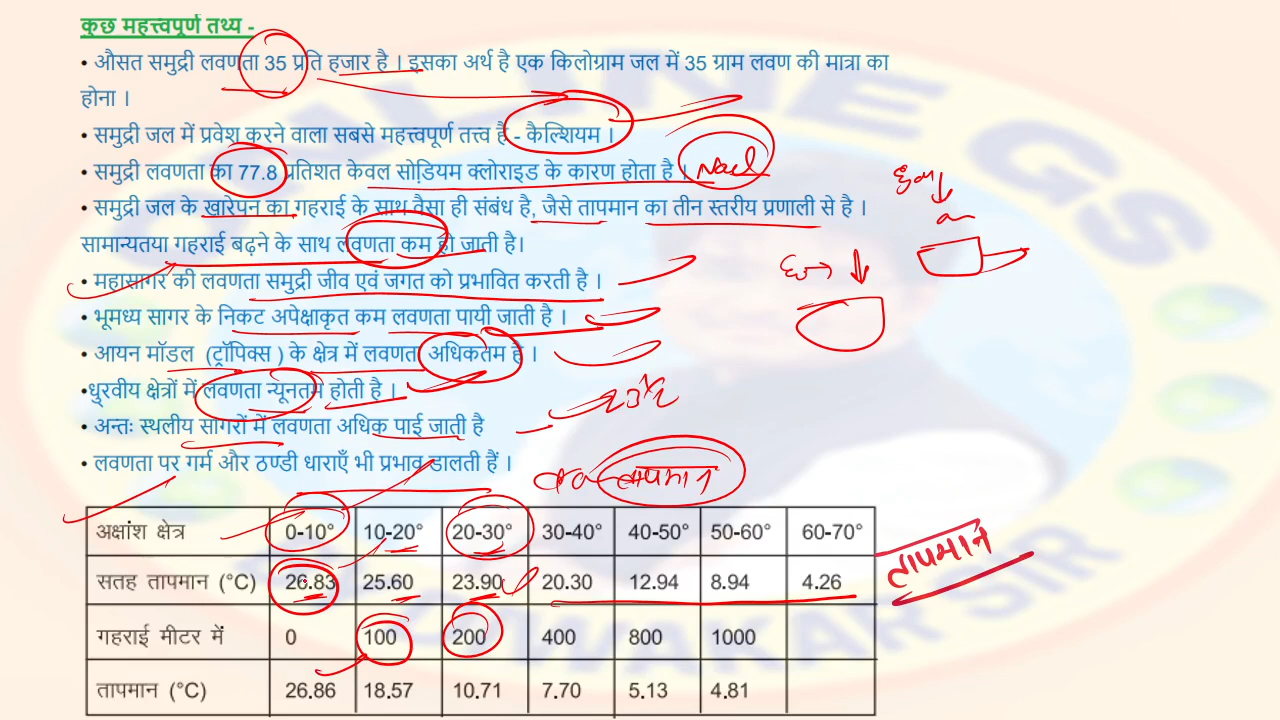 कुछ महत्त्वपूर्ण तथ्य -
• औसत समुद्री लवणता 35 प्रति हजार है । इसका अर्थ है एक किलोग्राम जल में 35 ग्राम लवण की मात्रा का
होना ।
• समुद्री जल में प्रवेश करने वाला सबसे महत्त्वपूर्ण तत्त्व है - कैल्शियम ।
• समुद्री लवणता का 77.8 प्रतिशत केवल सोडियम क्लोराइड के कारण होता है । Nacl
• समुद्री जल के खारेपन का गहराई के साथ वैसा ही संबंध है, जैसे तापमान का तीन स्तरीय प्रणाली से है ।
सामान्यतया गहराई बढ़ने के साथ लवणता कम हो जाती है।
• महासागर की लवणता समुद्री जीव एवं जगत को प्रभावित करती है ।
• भूमध्य सागर के निकट अपेक्षाकृत कम लवणता पायी जाती है ।
• आयन मॉडल (ट्रॉपिक्स ) के क्षेत्र में लवणता अधिकतम है ।
•धु्रवीय क्षेत्रों में लवणता न्यूनतम होती है ।
23½
• अन्तः स्थलीय सागरों में लवणता अधिक पाई जाती है
• लवणता पर गर्म और ठण्डी धाराएँ भी प्रभाव डालती हैं ।
तापमान
अक्षांश क्षेत्र 0-10° 10-20° 20-30° 30-40° 40-50° 50-60° 60-70°
सतह तापमान (°C) 26.83 25.60 23.90 20.30 12.94 8.94 4.26
तापमान
गहराई मीटर में 0 100 200 400 800 1000
तापमान (°C) 26.86 18.57 10.71 7.70 5.13 4.81
ONLINE GS
DIWAKAR SIR